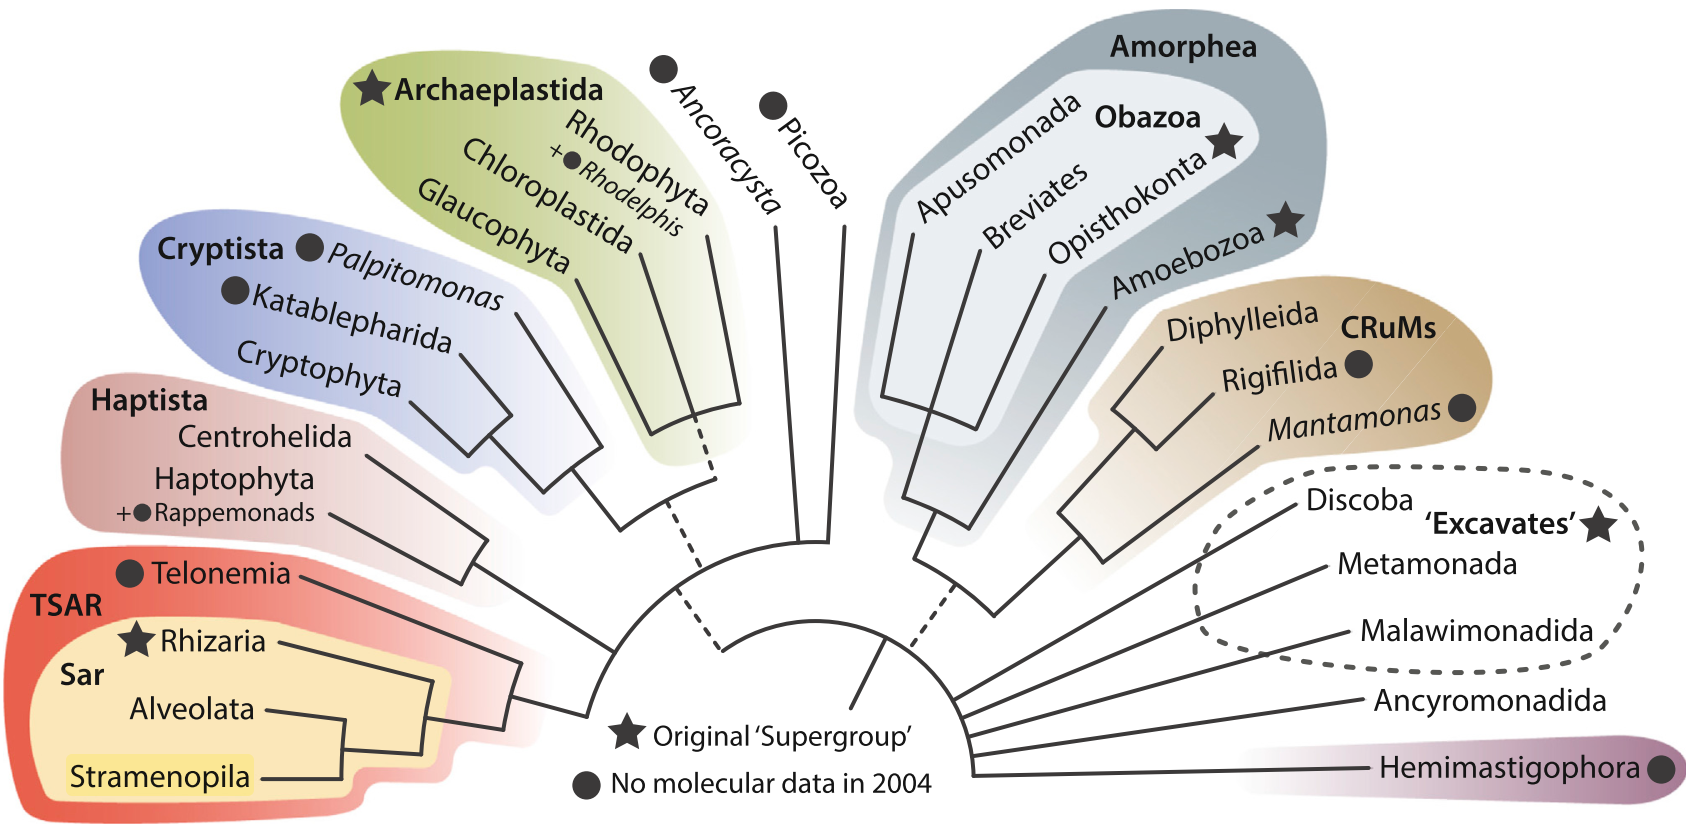 Archaeplastida
Rhodophyta
+ Rhodelphis
Chloroplastida
Glaucophyta
Ancoracysta
Picozoa
Amorphea
Obazoa
Apusomonada
Breviates
Opisthokonta
Amoebozoa
Cryptista
Palpitomonas
Katablepharida
Cryptophyta
CRuMs
Diphylleida
Rigifilida
Mantamonas
Haptista
Centrohelida
Haptophyta
+ Rappemonads
Discoba
‘Excavates’
Metamonada
Malawimonadida
Ancyromonadida
Hemimastigophora
TSAR
Telonemia
Rhizaria
Sar
Alveolata
Stramenopila
Original ‘Supergroup’
No molecular data in 2004